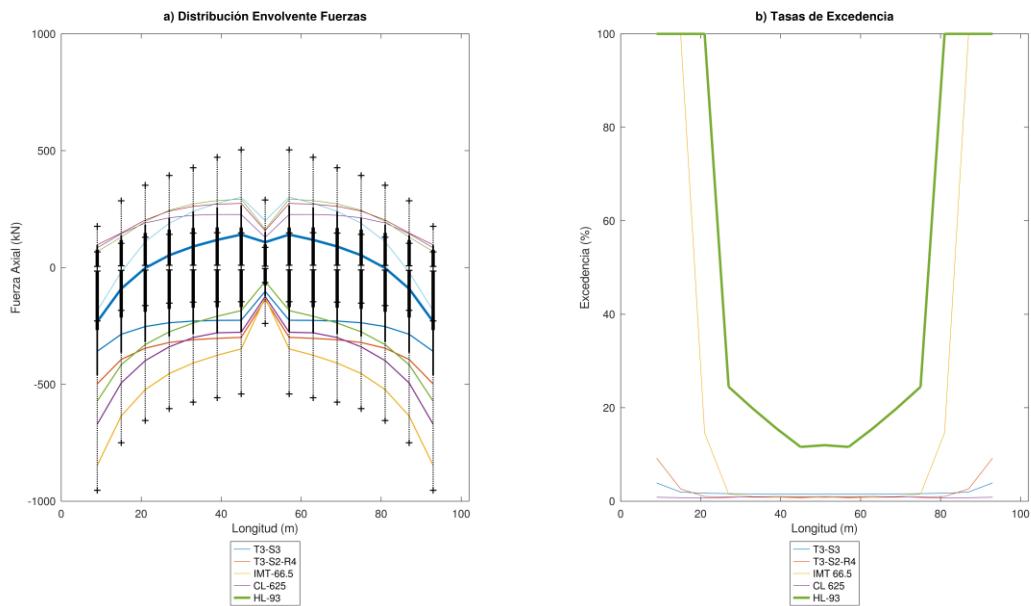 a) Distribución Envolvente Fuerzas
1000
500
0
-500
-1000
Fuerza Axial (kN)
0 20 40 60 80 100
Longitud (m)
T3-S3
T3-S2-R4
IMT-66.5
CL-625
HL-93
b) Tasas de Excedencia
100
80
60
40
20
0
Excedencia (%)
0 20 40 60 80 100
Longitud (m)
T3-S3
T3-S2-R4
IMT 66.5
CL 625
HL-93